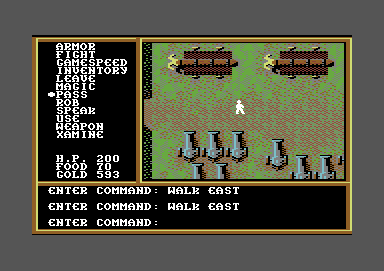 ARMOR
FIGHT
GAMESPEED
INVENTORY
LEAVE
MAGIC
PASS
ROB
SPEAK
USE
WEAPON
XAMINE
H.P. 200
FOOD 70
GOLD 593
ENTER COMMAND: WALK EAST
ENTER COMMAND: WALK EAST
ENTER COMMAND: